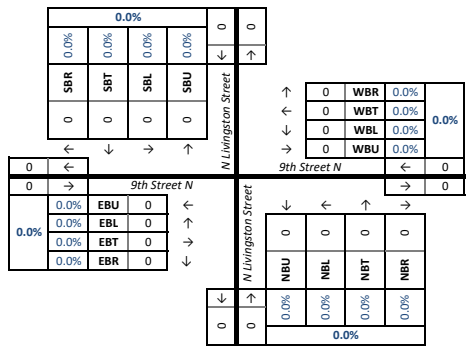 0.0% 0 0
0.0% 0.0% 0.0% 0.0% ↓ ↑
SBR SBT SBL SBU
0 0 0 0
N Livingston Street
← ↓ → ↑
↑ 0 WBR 0.0%
← 0 WBT 0.0%
↓ 0 WBL 0.0%
→ 0 WBU 0.0%
0.0%
0 ← 9th Street N ← 0
0 → 9th Street N → 0
0.0%
0.0% EBU 0 ←
0.0% EBL 0 ↑
0.0% EBT 0 →
0.0% EBR 0 ↓
N Livingston Street
↓ ← ↑ →
0 0 0 0
NBU NBL NBT NBR
↓ ↑ 0.0% 0.0% 0.0% 0.0%
0 0 0.0%